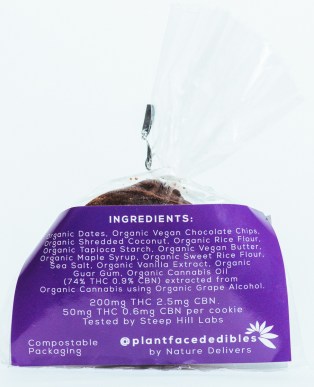 INGREDIENTS:
Organic Dates, Organic Vegan Chocolate Chips,
Organic Shredded Coconut, Organic Rice Flour,
Organic Tapioca Starch, Organic Vegan Butter,
Organic Maple Syrup, Organic Sweet Rice Flour,
Sea Salt, Organic Vanilla Extract, Organic
Guar Gum, Organic Cannabis Oil
(74% THC 0.9% CBN) extracted from
Organic Cannabis using Organic Grape Alcohol.
200mg THC 2.5mg CBN.
50mg THC 0.6mg CBN per cookie
Tested by Steep Hill Labs
Compostable
Packaging
@plantfacededibles
by Nature Delivers